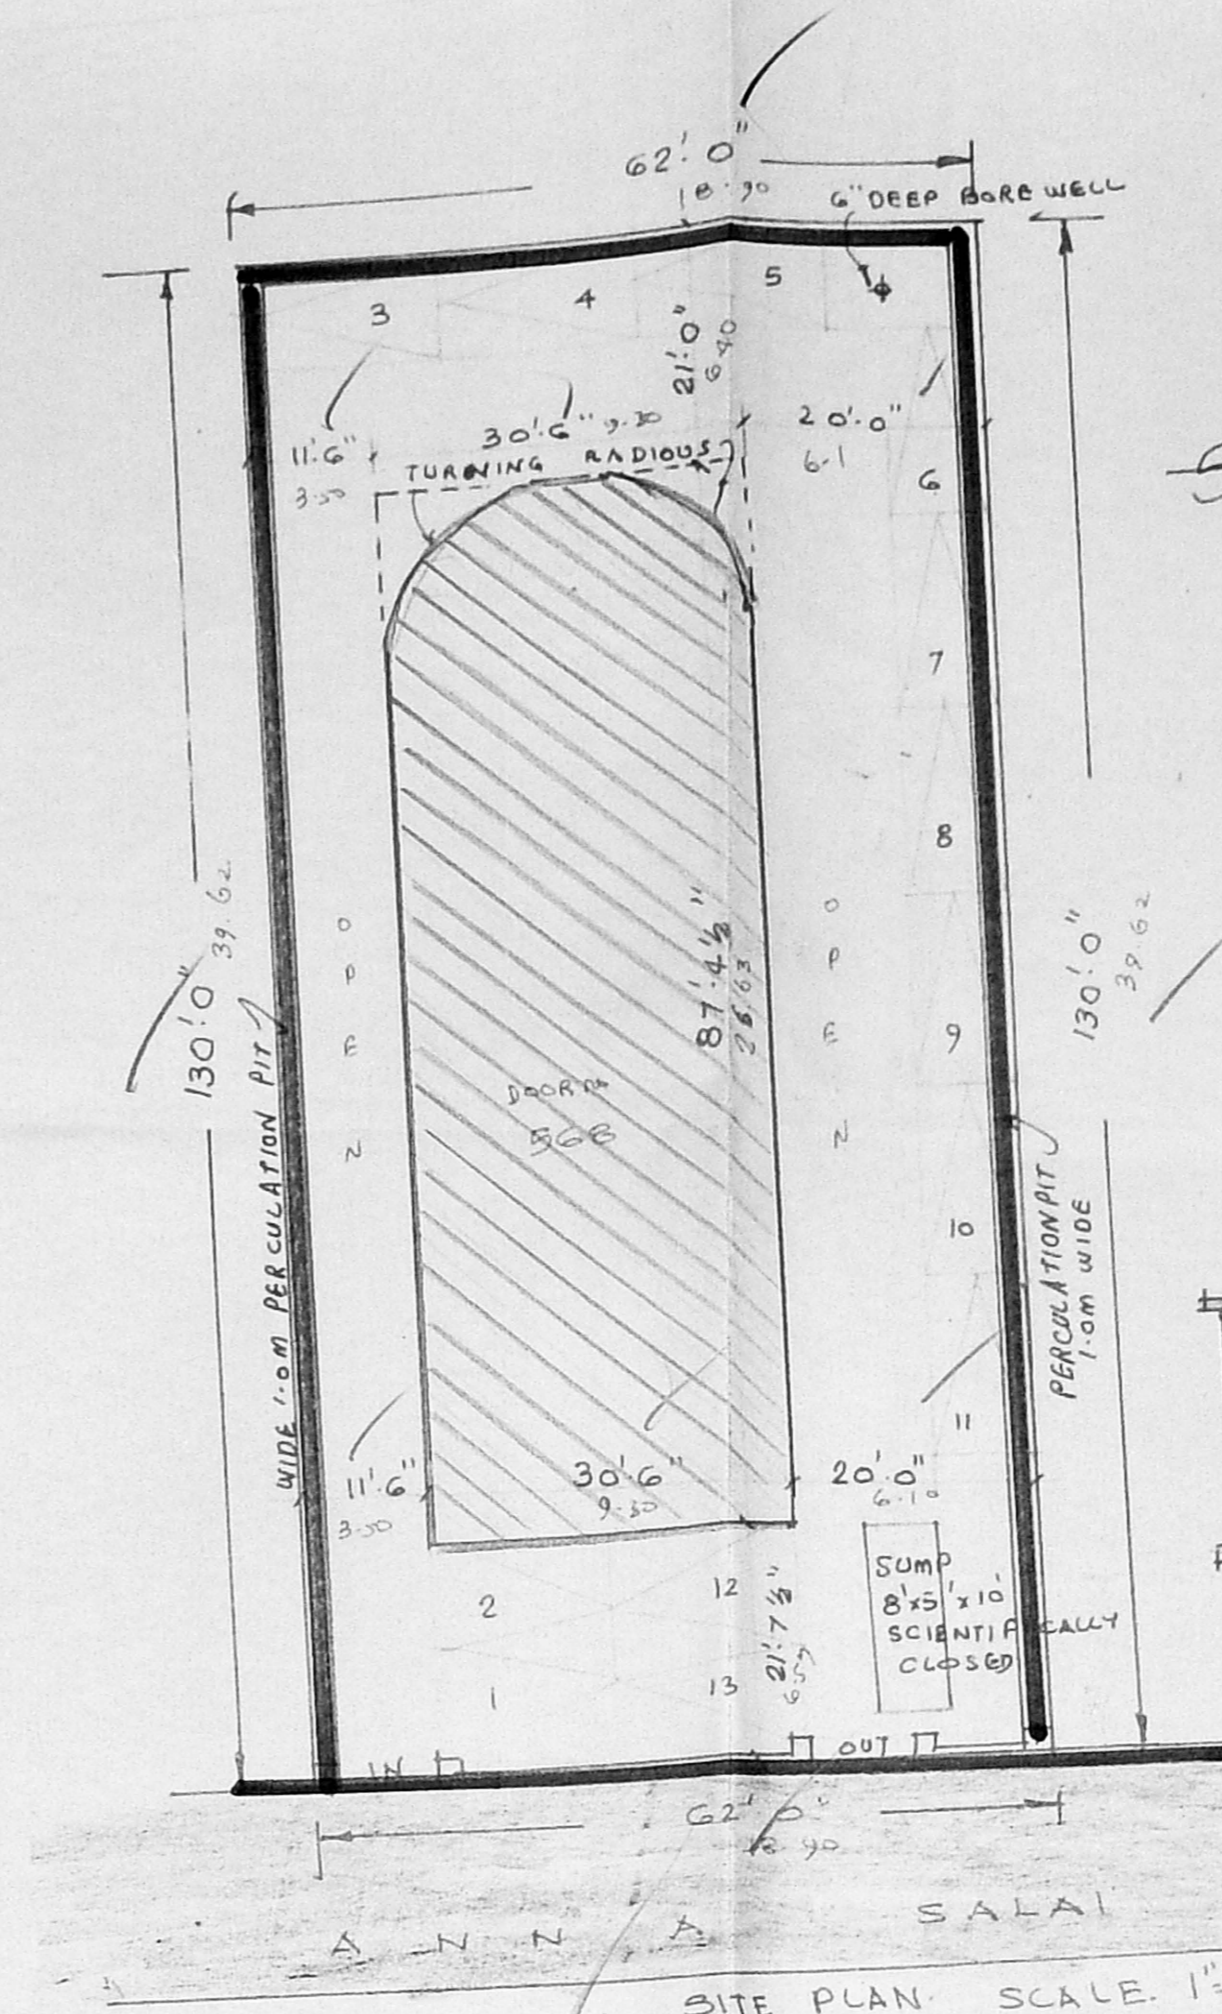 62'·0"
18·90
6" DEEP BORE WELL
3
4
5
21'·0"
6·40
11'·6"
3·50
30'·6" 9·30
20'·0"
6·1
TURNING RADIOUS
6
7
8
OPEN
OPEN
130'·0"
39.62
87'·4½"
26.63
130'·0"
39.62
9
DOOR No
568
WIDE 1·0M PERCULATION PIT
10
PERCULATION PIT
1·0M WIDE
11
11'·6"
3·50
30'·6"
9·30
20'·0"
6·10
SUMP
8'x5'x10'
SCIENTIFICALLY
CLOSED
2
12
21'·7½"
6·59
1
13
IN
OUT
62'·0"
18·90
ANNA SALAI
SITE PLAN. SCALE. 1"